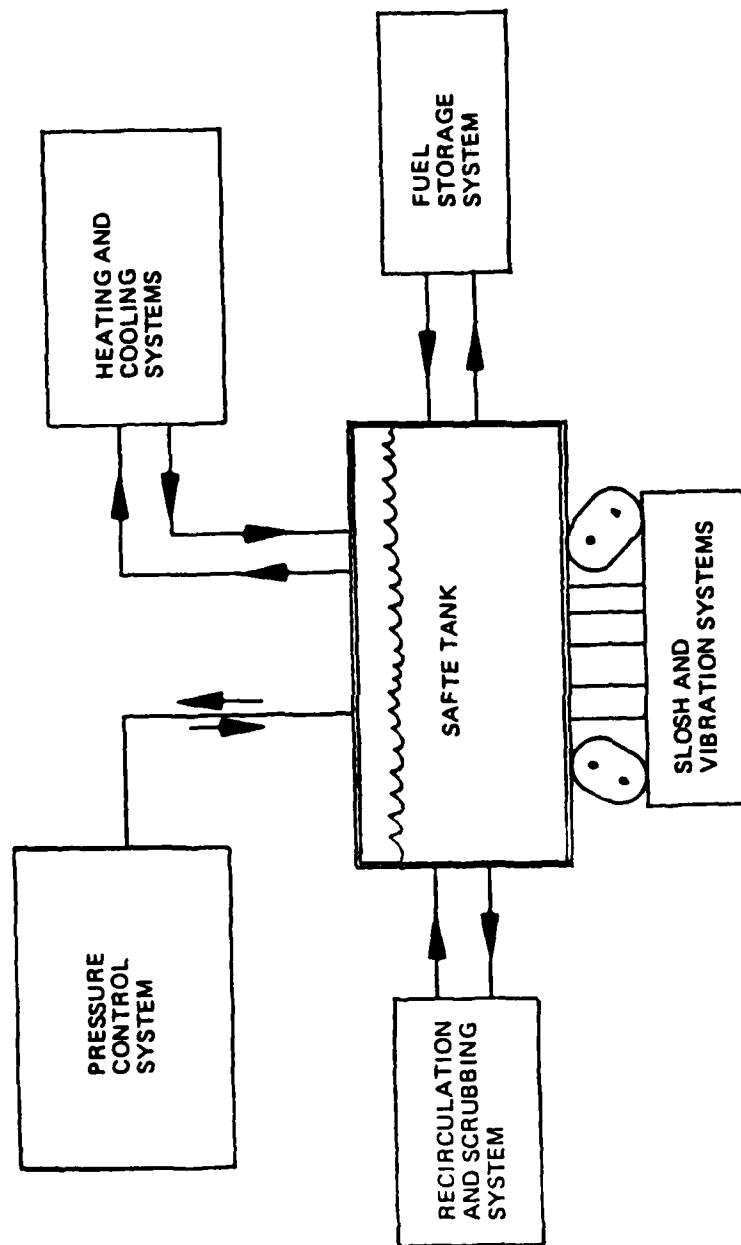 PRESSURE
CONTROL
SYSTEM
HEATING AND
COOLING
SYSTEMS
RECIRCULATION
AND SCRUBBING
SYSTEM
SAFTE TANK
FUEL
STORAGE
SYSTEM
SLOSH AND
VIBRATION SYSTEMS